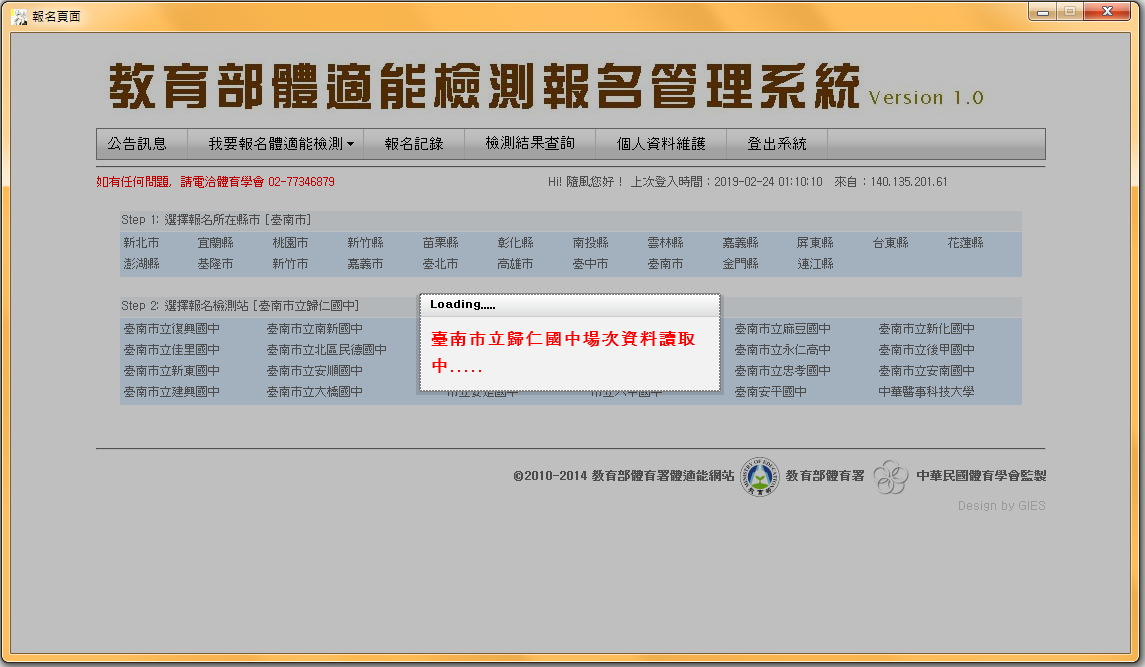 報名頁面
教育部體適能檢測報名管理系統 Version 1.0
公告訊息 我要報名體適能檢測 報名記錄 檢測結果查詢 個人資料維護 登出系統
如有任何問題，請電洽體育學會 02-77346879 Hi! 隨風您好！ 上次登入時間：2019-02-24 01:10:10 來自：140.135.201.61
Step 1: 選擇報名所在縣市 [臺南市]
新北市 宜蘭縣 桃園市 新竹縣 苗栗縣 彰化縣 南投縣 雲林縣 嘉義縣 屏東縣 台東縣 花蓮縣
澎湖縣 基隆市 新竹市 嘉義市 臺北市 高雄市 臺中市 臺南市 金門縣 連江縣
Step 2: 選擇報名檢測站 [臺南市立歸仁國中]
Loading.....
臺南市立歸仁國中場次資料讀取
中.....
臺南市立復興國中 臺南市立南新國中 臺南市立麻豆國中 臺南市立新化國中
臺南市立佳里國中 臺南市立北區民德國中 臺南市立永仁高中 臺南市立後甲國中
臺南市立新東國中 臺南市立安順國中 臺南市立忠孝國中 臺南市立安南國中
臺南市立建興國中 臺南市立大橋國中 臺南安平國中 中華醫事科技大學
©2010-2014 教育部體育署體適能網站 教育部體育署 中華民國體育學會監製
Design by GIES